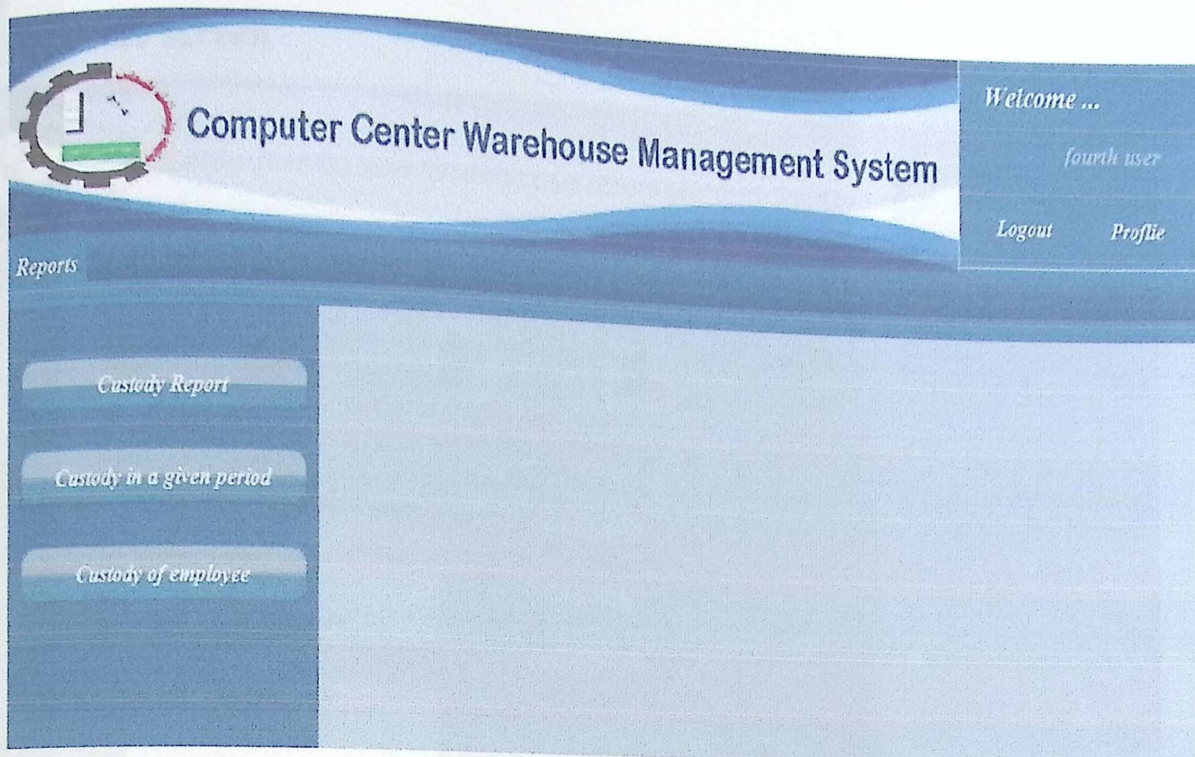 Computer Center Warehouse Management System
Welcome ...
fourth user
Logout Proflie
Reports
Custody Report
Custody in a given period
Custody of employee